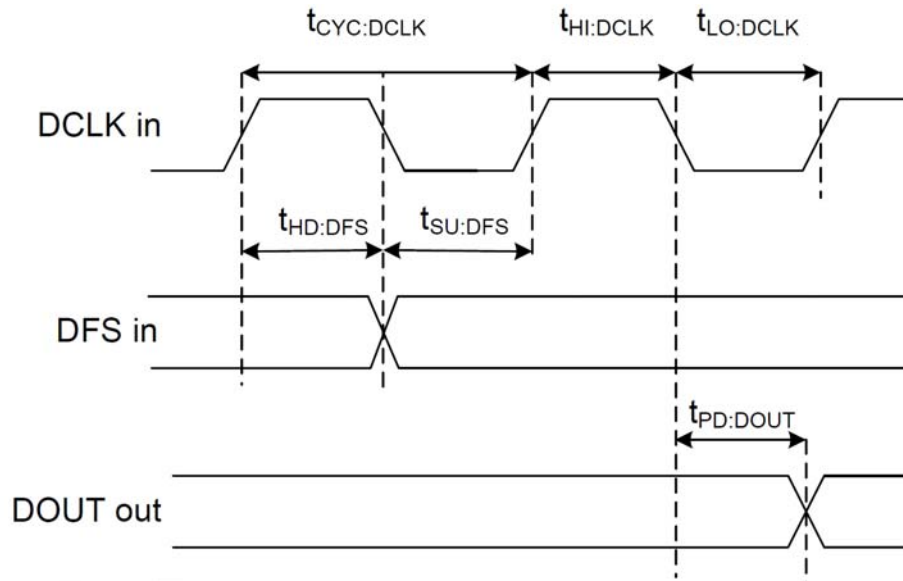 tCYC:DCLK tHI:DCLK tLO:DCLK
DCLK in
tHD:DFS tSU:DFS
DFS in
tPD:DOUT
DOUT out